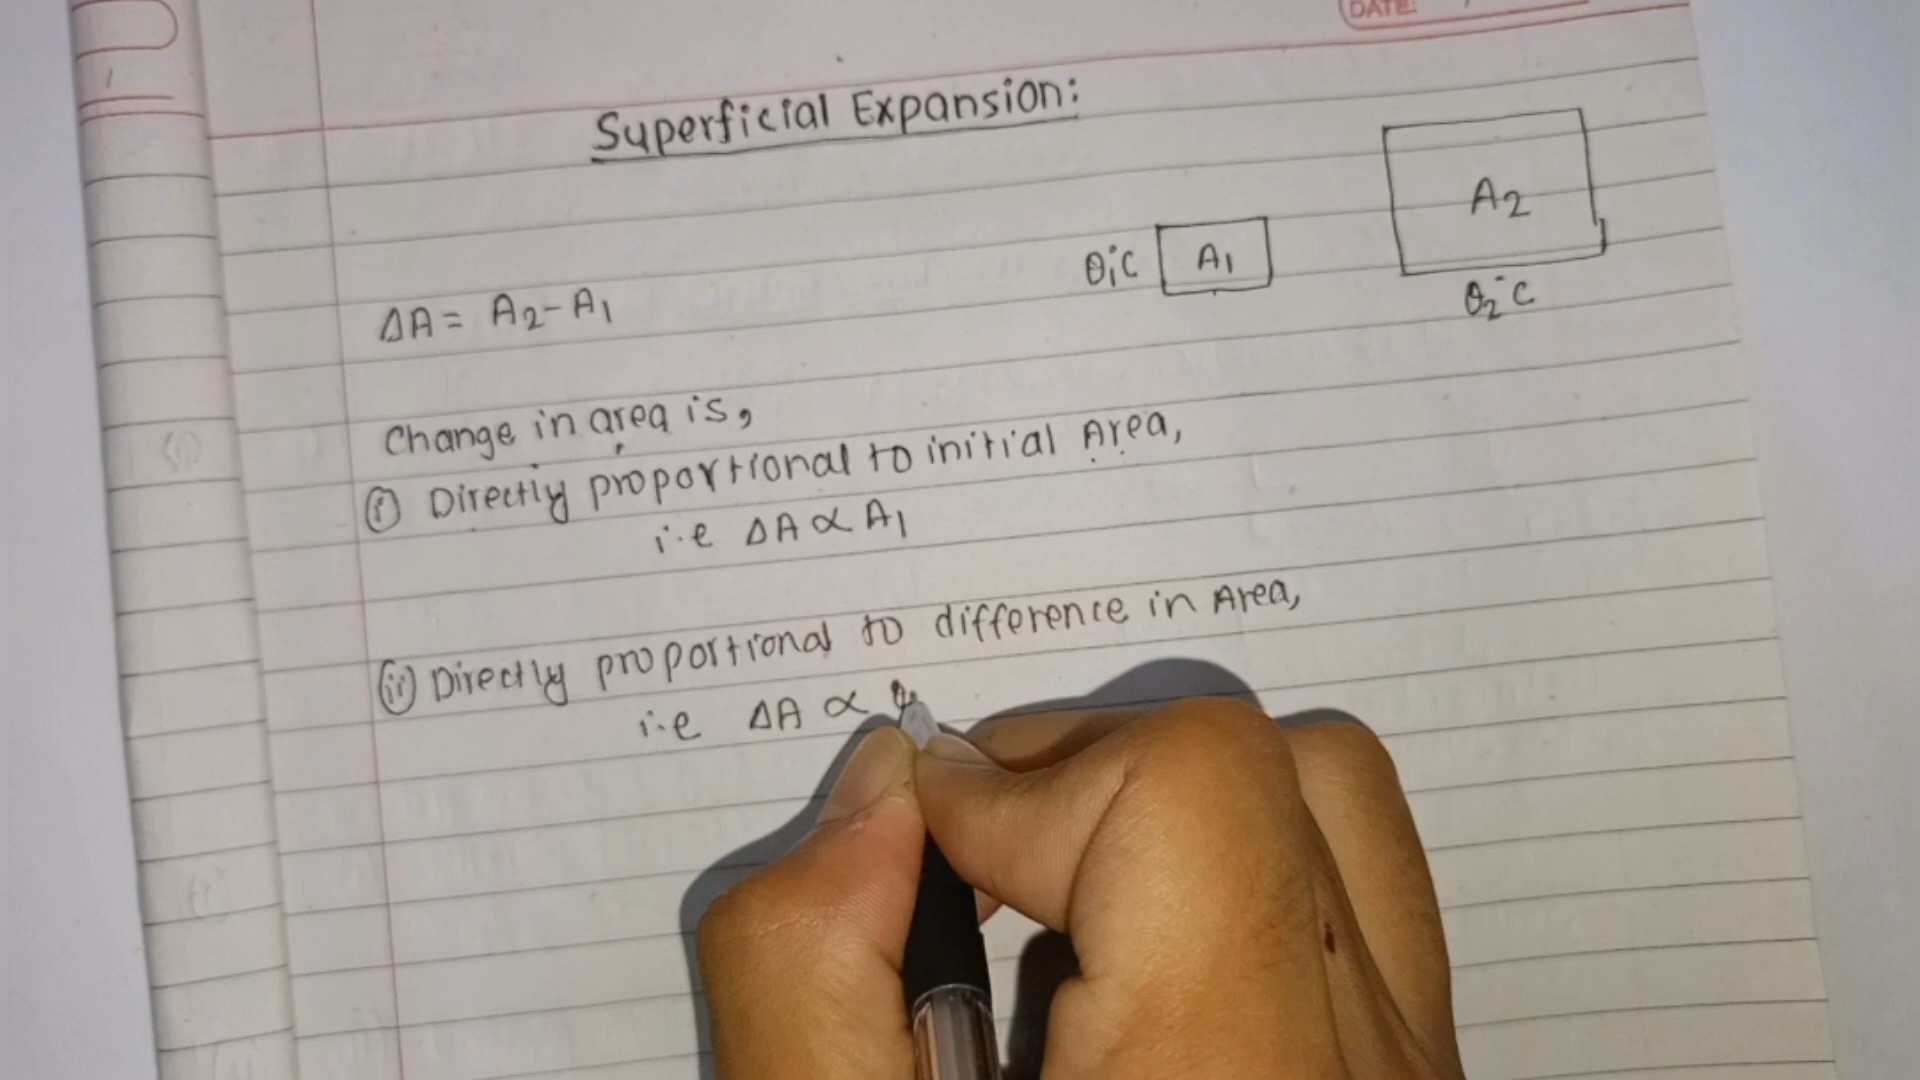 DATE:
Superficial Expansion:
A2
θ1°C A1
θ2°C
ΔA = A2 - A1
Change in area is,
(i) Directly proportional to initial Area,
i.e ΔA ∝ A1
(ii) Directly proportional to difference in Area,
i.e ΔA ∝